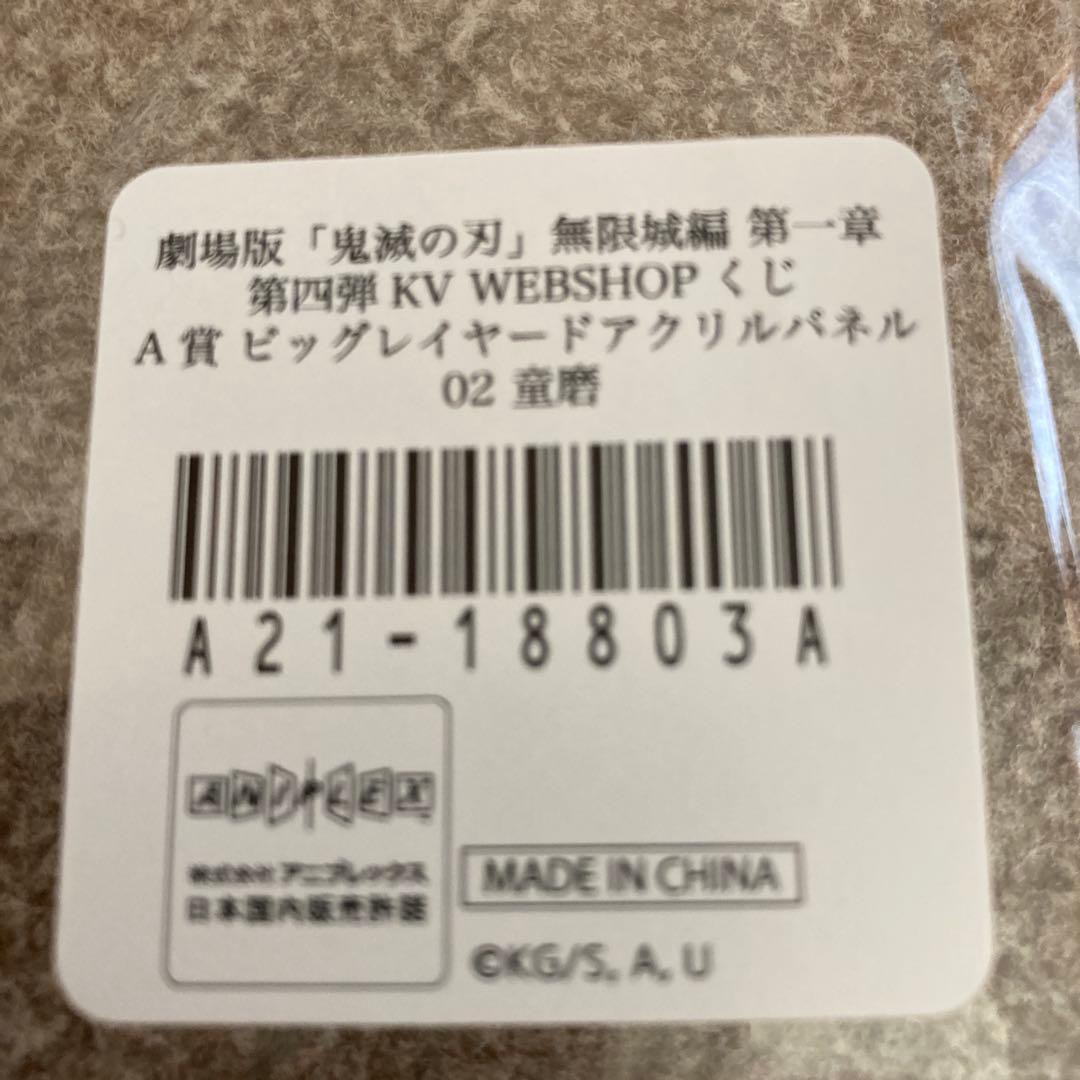 劇場版「鬼滅の刃」無限城編 第一章
第四弾 KV WEBSHOP くじ
A 賞 ビッグレイヤードアクリルパネル
02 童磨
A21-18803A
ANIPLEX
株式会社 アニプレックス
日本国内販売許諾
MADE IN CHINA
©KG/S, A, U